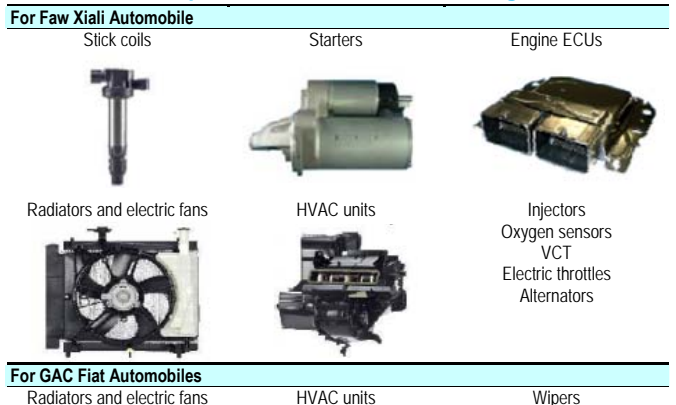 For Faw Xiali Automobile
Stick coils Starters Engine ECUs
Radiators and electric fans HVAC units Injectors
Oxygen sensors
VCT
Electric throttles
Alternators
For GAC Fiat Automobiles
Radiators and electric fans HVAC units Wipers